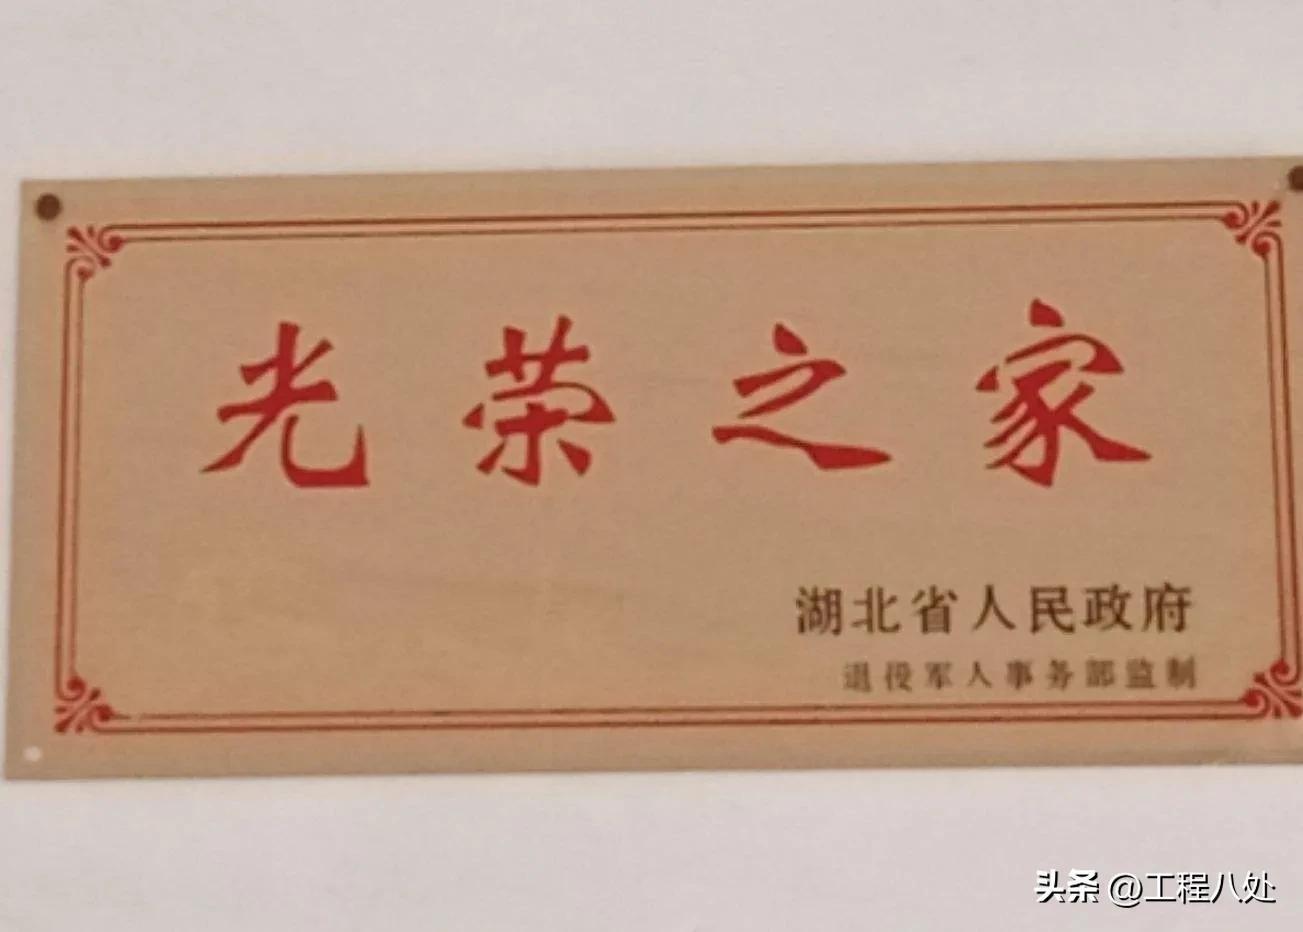 光荣之家
湖北省人民政府
退役军人事务部监制
头条 @工程八处